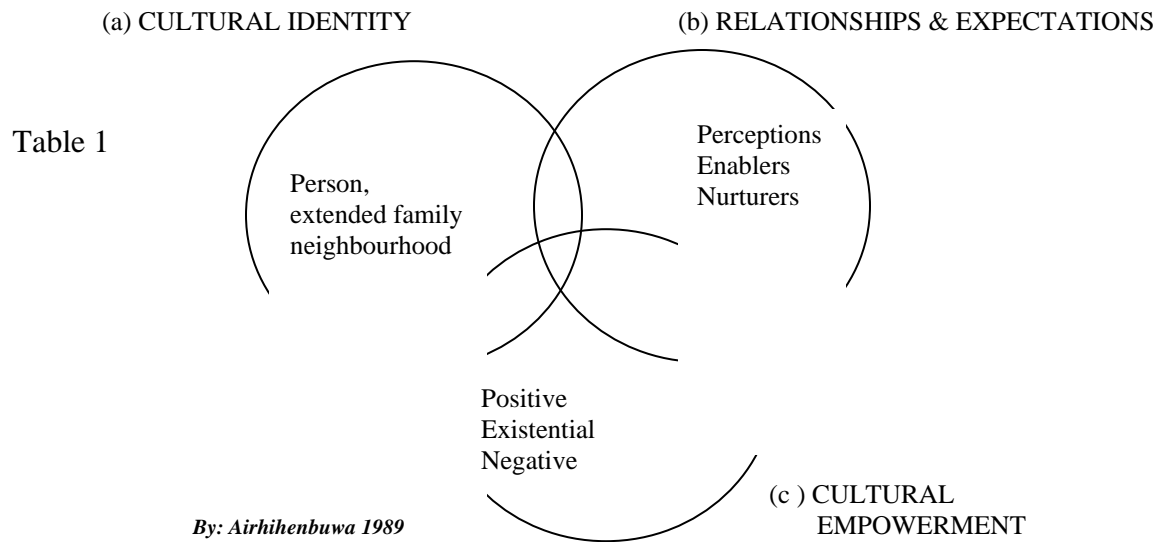 (a) CULTURAL IDENTITY
(b) RELATIONSHIPS & EXPECTATIONS
Table 1
Perceptions
Enablers
Nurturers
Person,
extended family
neighbourhood
Positive
Existential
Negative
(c ) CULTURAL
EMPOWERMENT
By: Airhihenbuwa 1989